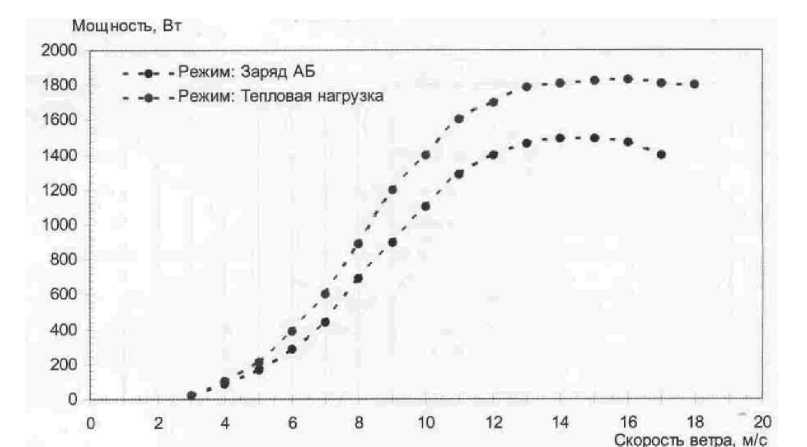 Мощность, Вт
2000
1800
1600
1400
1200
1000
800
600
400
200
0
Режим: Заряд АБ
Режим: Тепловая нагрузка
0 2 4 6 8 10 12 14 16 18 20
Скорость ветра, м/с